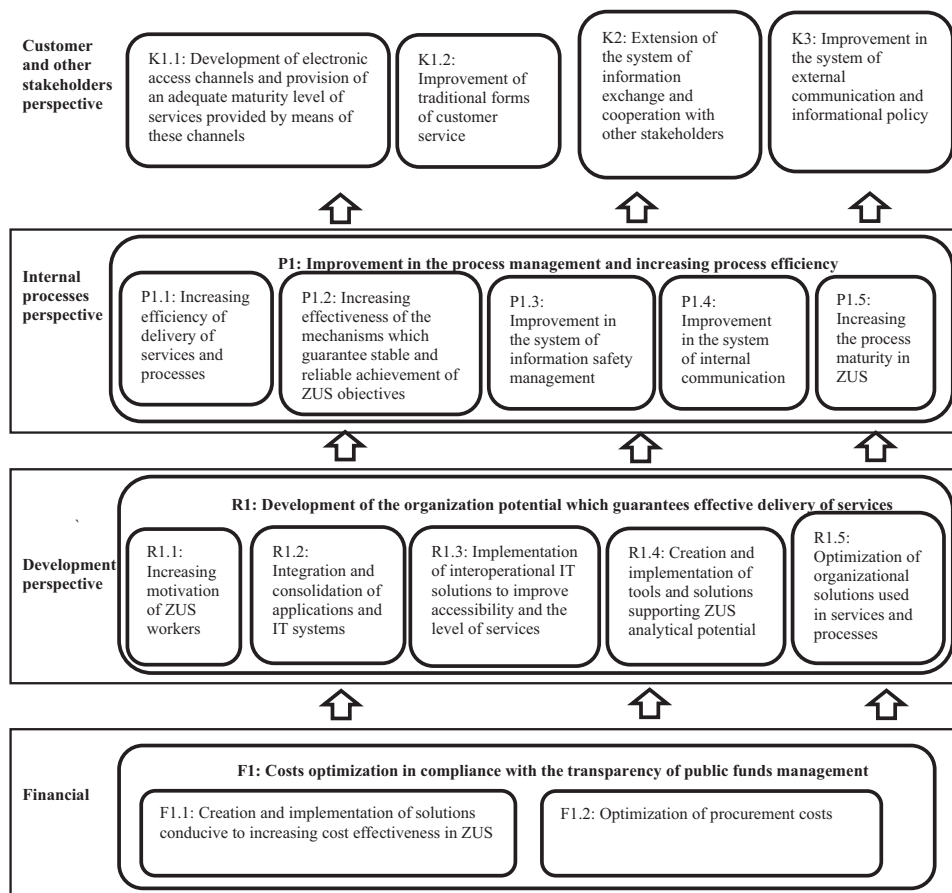 Customer
and other
stakeholders
perspective
K1.1: Development of electronic
access channels and provision of
an adequate maturity level of
services provided by means of
these channels
K1.2:
Improvement of
traditional forms
of customer
service
K2: Extension of
the system of
information
exchange and
cooperation with
other stakeholders
K3: Improvement in
the system of
external
communication and
informational policy
Internal
processes
perspective
P1: Improvement in the process management and increasing process efficiency
P1.1: Increasing
efficiency of
delivery of
services and
processes
P1.2: Increasing
effectiveness of the
mechanisms which
guarantee stable and
reliable achievement of
ZUS objectives
P1.3:
Improvement in
the system of
information safety
management
P1.4:
Improvement
in the system
of internal
communication
P1.5:
Increasing
the process
maturity in
ZUS
Development
perspective
R1: Development of the organization potential which guarantees effective delivery of services
R1.1:
Increasing
motivation
of ZUS
workers
R1.2:
Integration and
consolidation of
applications and
IT systems
R1.3: Implementation
of interoperational IT
solutions to improve
accessibility and the
level of services
R1.4: Creation and
implementation of
tools and solutions
supporting ZUS
analytical potential
R1.5:
Optimization of
organizational
solutions used
in services and
processes
Financial
F1: Costs optimization in compliance with the transparency of public funds management
F1.1: Creation and implementation of solutions
conducive to increasing cost effectiveness in ZUS
F1.2: Optimization of procurement costs